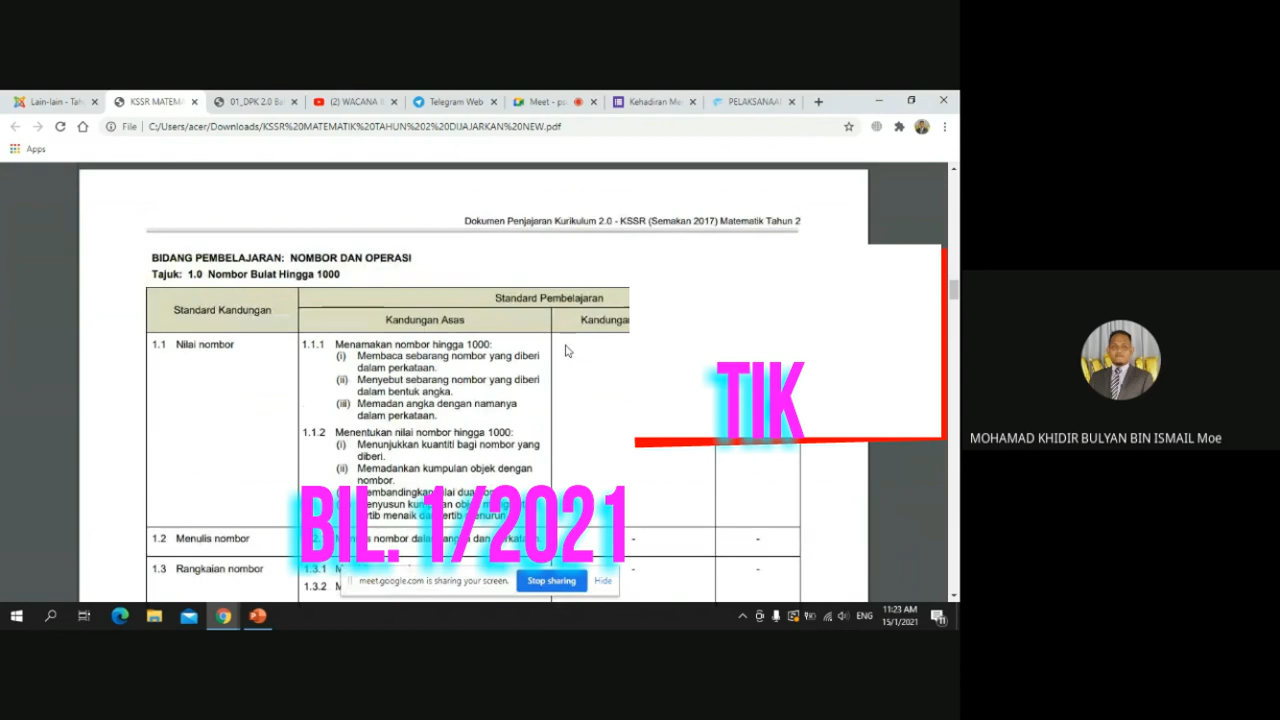 Lain-lain - Tah
KSSR MATEMA
01_DPK 2.0 Ba
(2) WACANA I
Telegram Web
Meet - ps
Kehadiran Me
PELAKSANAA
File C:/Users/acer/Downloads/KSSR%20MATEMATIK%20TAHUN%202%20DIJAJARKAN%20NEW.pdf
Apps
Dokumen Penjajaran Kurikulum 2.0 - KSSR (Semakan 2017) Matematik Tahun 2
BIDANG PEMBELAJARAN: NOMBOR DAN OPERASI
Tajuk: 1.0 Nombor Bulat Hingga 1000
Standard Kandungan
Standard Pembelajaran
Kandungan Asas
Kandungan
1.1 Nilai nombor
1.1.1 Menamakan nombor hingga 1000:
(i) Membaca sebarang nombor yang diberi
dalam perkataan.
(ii) Menyebut sebarang nombor yang diberi
dalam bentuk angka.
(iii) Memadan angka dengan namanya
dalam perkataan.
1.1.2 Menentukan nilai nombor hingga 1000:
(i) Menunjukkan kuantiti bagi nombor yang
diberi.
(ii) Memadankan kumpulan objek dengan
nombor.
TIK
BIL. 1/2021
1.2 Menulis nombor
- -
1.3 Rangkaian nombor
1.3.1
- -
1.3.2
meet.google.com is sharing your screen.
Stop sharing
Hide
ENG
11:23 AM
15/1/2021
MOHAMAD KHIDIR BULYAN BIN ISMAIL Moe